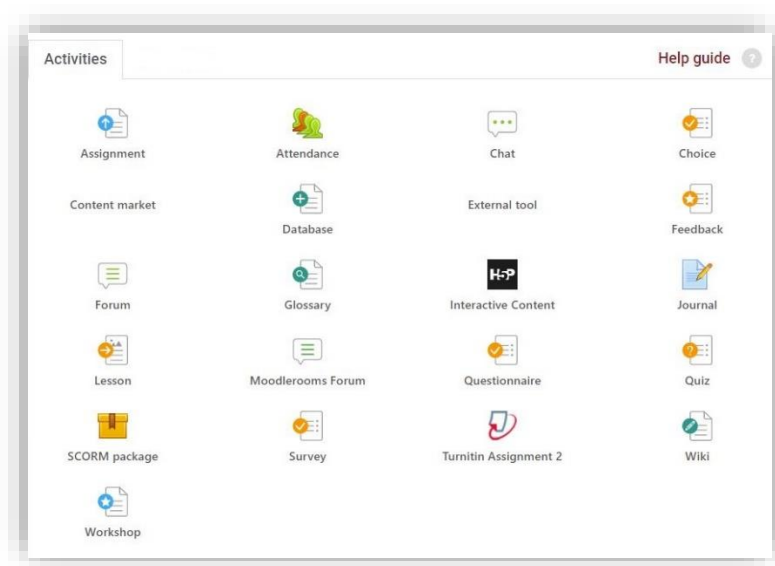 Activities
Help guide ?
Assignment
Attendance
Chat
Choice
Content market
Database
External tool
Feedback
Forum
Glossary
H5P
Interactive Content
Journal
Lesson
Moodlerooms Forum
Questionnaire
?
Quiz
SCORM package
Survey
Turnitin Assignment 2
Wiki
Workshop